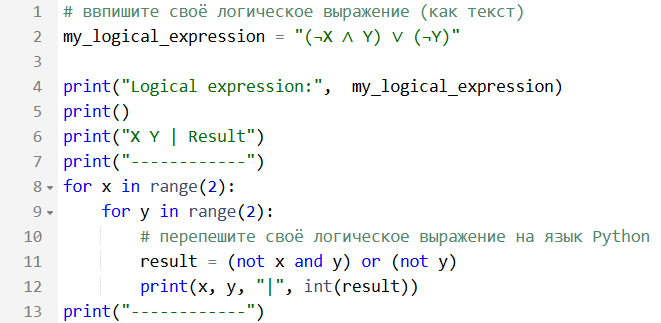 1 # ввпишите своё логическое выражение (как текст)
2 my_logical_expression = "(¬X ∧ Y) ∨ (¬Y)"
3
4 print("Logical expression:",  my_logical_expression)
5 print()
6 print("X Y | Result")
7 print("------------")
8 for x in range(2):
9     for y in range(2):
10         # перепешите своё логическое выражение на язык Python
11         result = (not x and y) or (not y)
12         print(x, y, "|", int(result))
13 print("------------")